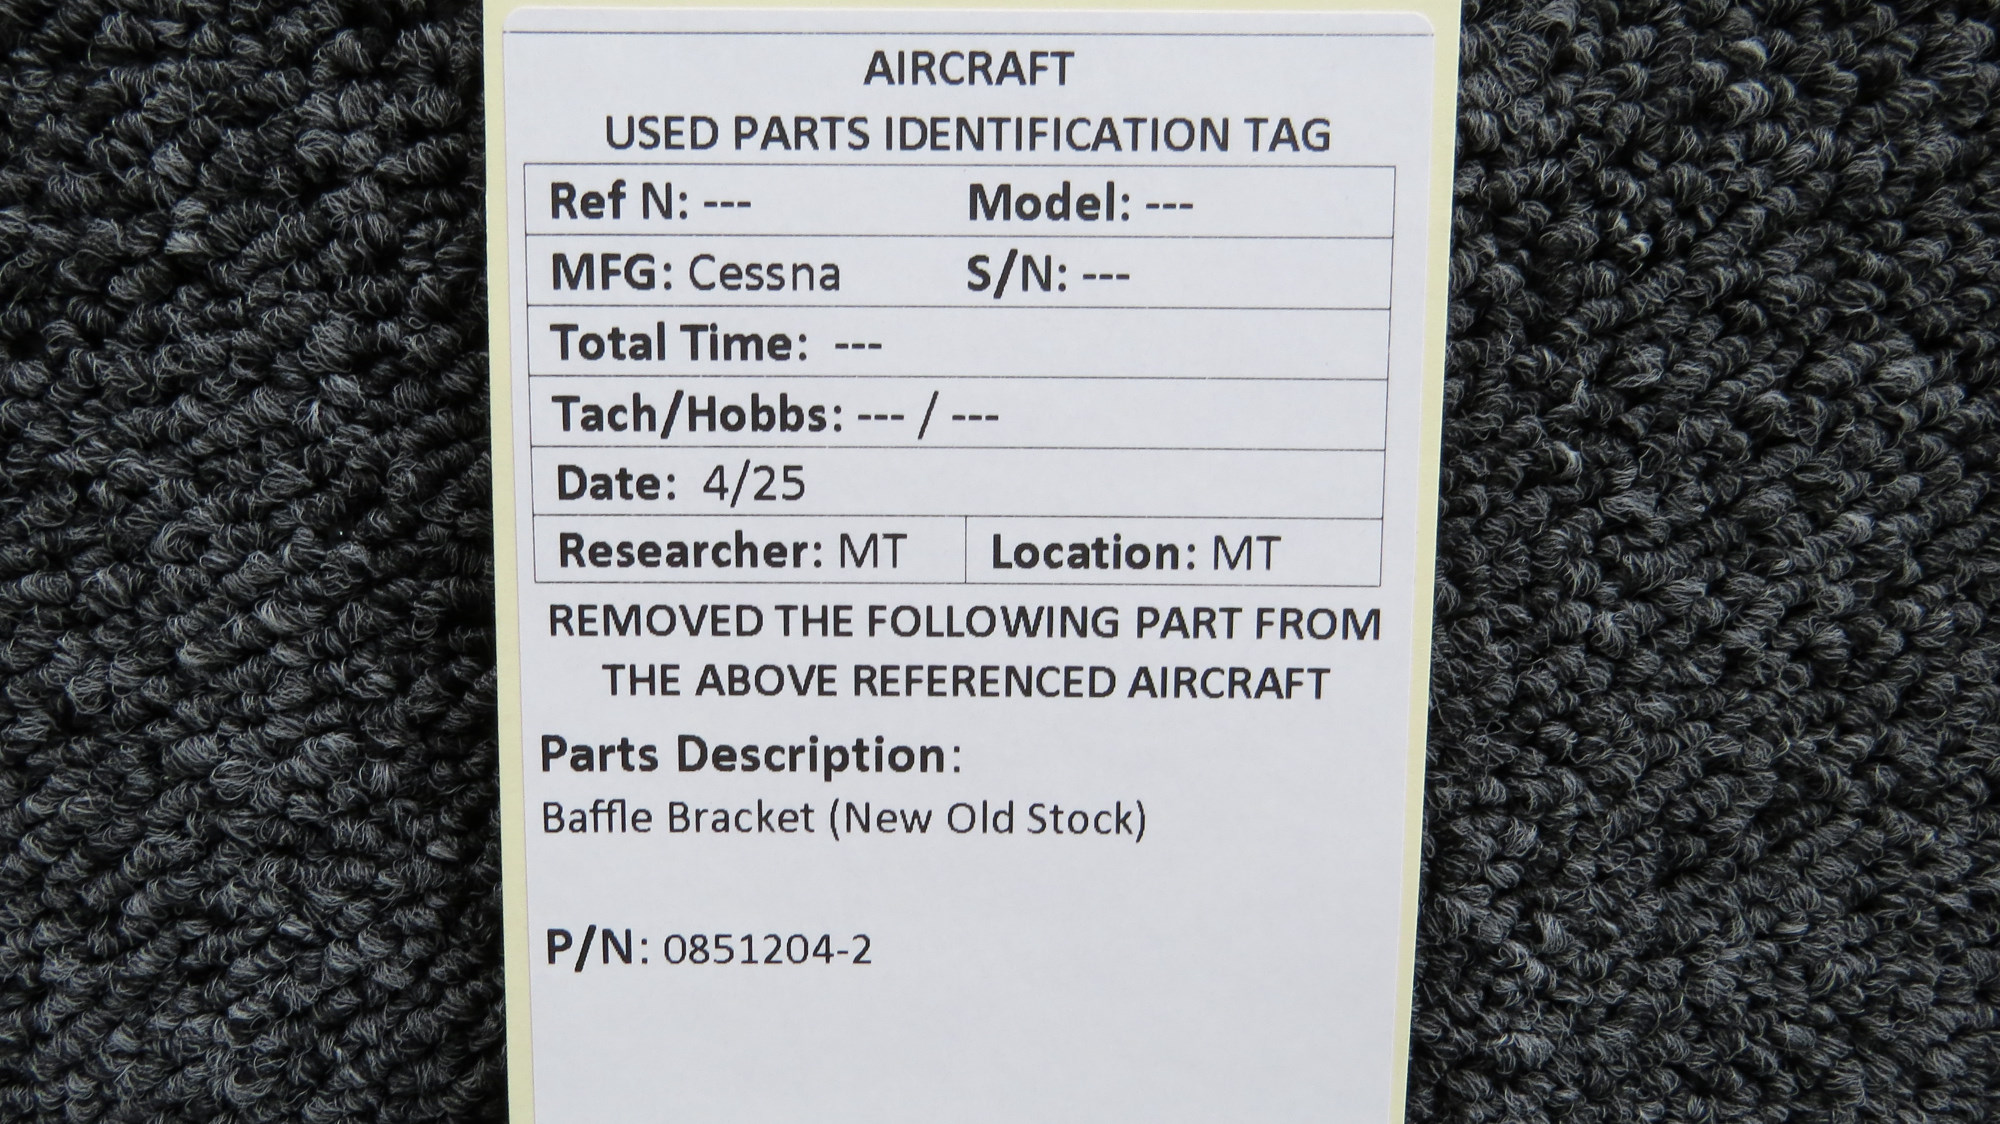 AIRCRAFT
USED PARTS IDENTIFICATION TAG
Ref N: --- Model: ---
MFG: Cessna S/N: ---
Total Time: ---
Tach/Hobbs: --- / ---
Date: 4/25
Researcher: MT Location: MT
REMOVED THE FOLLOWING PART FROM
THE ABOVE REFERENCED AIRCRAFT
Parts Description:
Baffle Bracket (New Old Stock)
P/N: 0851204-2